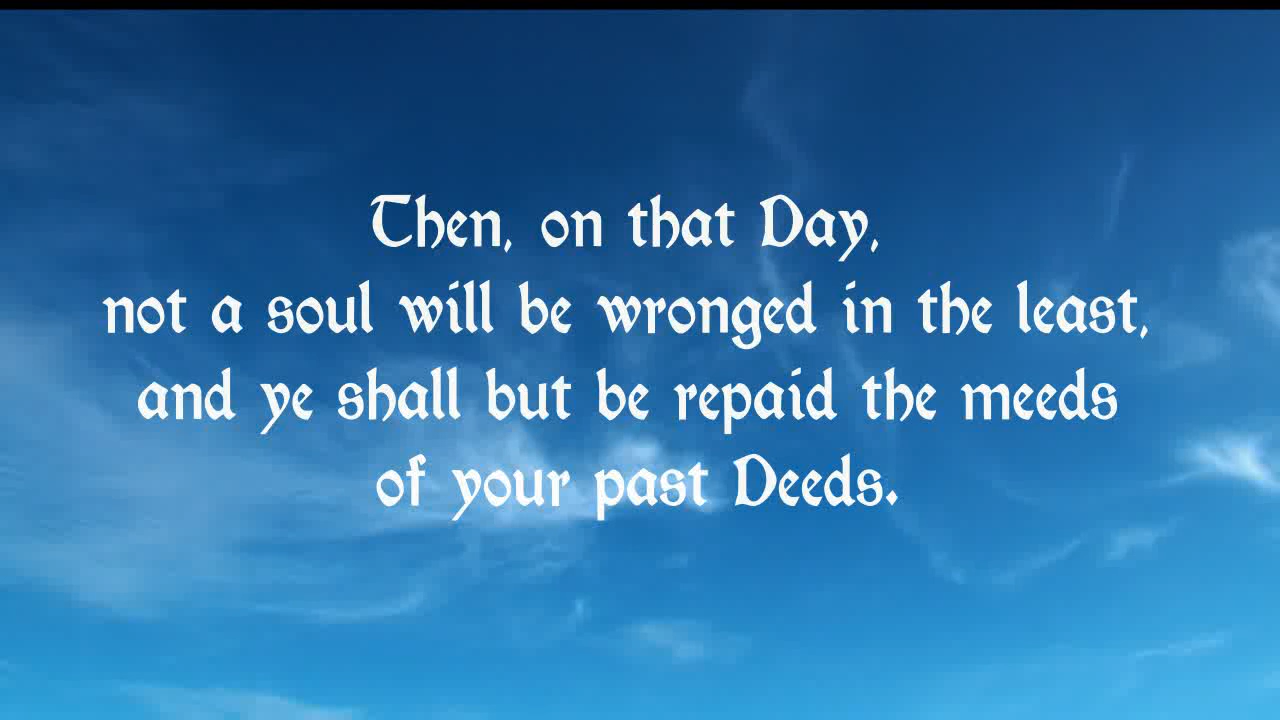 Then, on that Day,
not a soul will be wronged in the least,
and ye shall but be repaid the meeds
of your past Deeds.